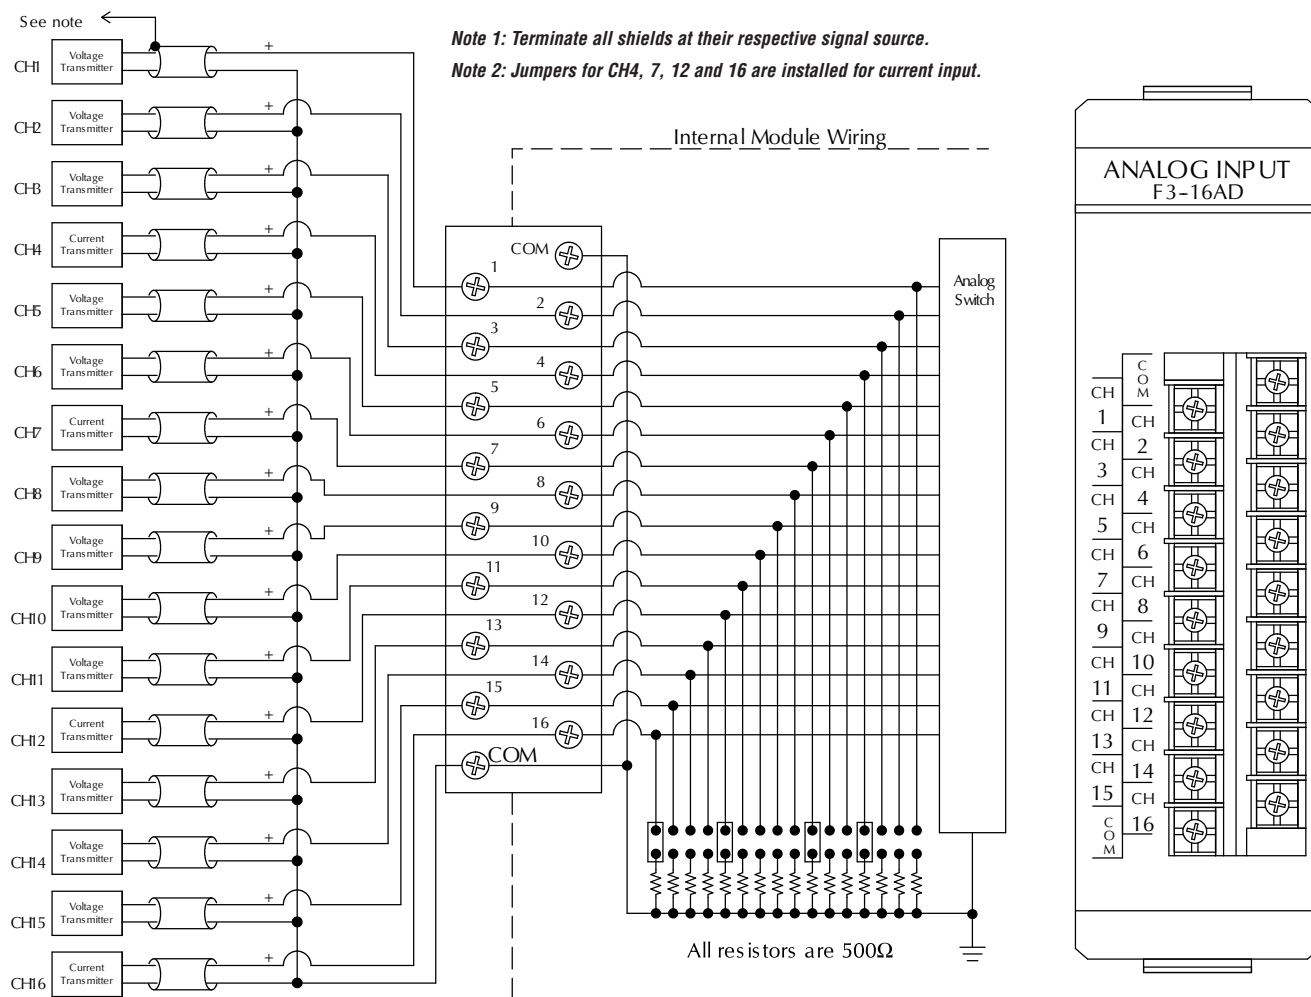 See note
Note 1: Terminate all shields at their respective signal source.
Note 2: Jumpers for CH4, 7, 12 and 16 are installed for current input.
CH1
Voltage
Transmitter
+
CH2
Voltage
Transmitter
+
CH3
Voltage
Transmitter
+
CH4
Current
Transmitter
+
CH5
Voltage
Transmitter
+
CH6
Voltage
Transmitter
+
CH7
Current
Transmitter
+
CH8
Voltage
Transmitter
+
CH9
Voltage
Transmitter
+
CH10
Voltage
Transmitter
+
CH11
Voltage
Transmitter
+
CH12
Current
Transmitter
+
CH13
Voltage
Transmitter
+
CH14
Voltage
Transmitter
+
CH15
Voltage
Transmitter
+
CH16
Current
Transmitter
+
Internal Module Wiring
COM
1
2
3
4
5
6
7
8
9
10
11
12
13
14
15
16
COM
Analog
Switch
All resistors are 500Ω
ANALOG INPUT
F3-16AD
COM
CH
1
CH
2
CH
3
CH
4
CH
5
CH
6
CH
7
CH
8
CH
9
CH
10
CH
11
CH
12
CH
13
CH
14
CH
15
CH
16
COM